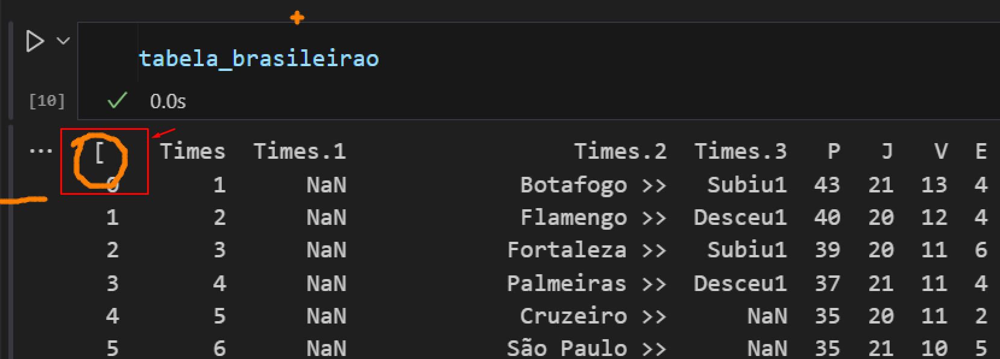 tabela_brasileirao
[10] 0.0s
[ Times Times.1 Times.2 Times.3 P J V E
0 1 NaN Botafogo >> Subiu1 43 21 13 4
1 2 NaN Flamengo >> Desceu1 40 20 12 4
2 3 NaN Fortaleza >> Subiu1 39 20 11 6
3 4 NaN Palmeiras >> Desceu1 37 21 11 4
4 5 NaN Cruzeiro >> NaN 35 20 11 2
5 6 NaN São Paulo >> NaN 35 21 10 5